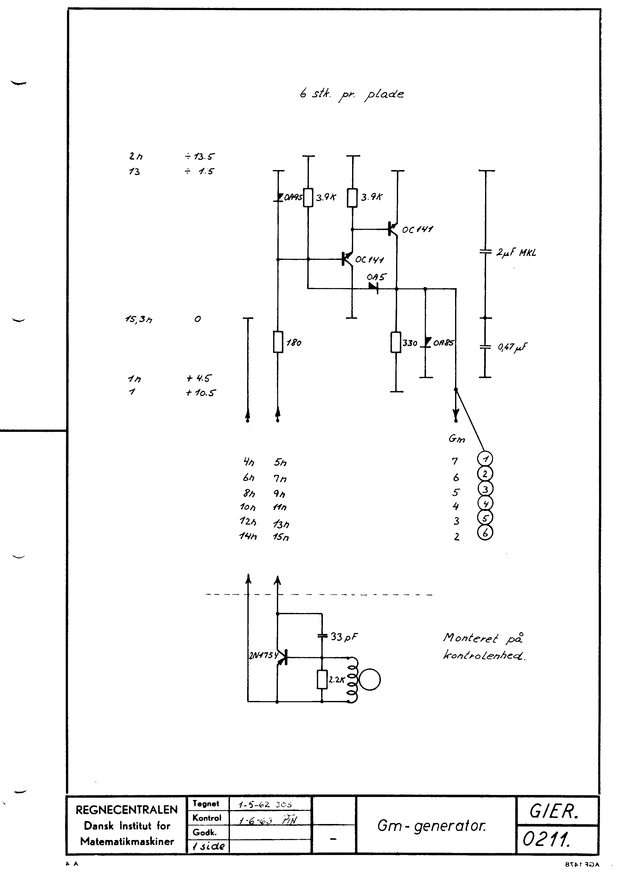 6 stk. pr. plade
2n ÷ 13.5
13 ÷ 1.5
OA95 3.9K 3.9K
OC141
OC141
2µF MKL
OA5
15,3n 0
180 330 OA85 0,47µF
1n + 4.5
1 + 10.5
Gm
4n 5n 7 1
6n 7n 6 2
8n 9n 5 3
10n 11n 4 4
12n 13n 3 5
14n 15n 2 6
33pF
2N1754
2.2K
Monteret på
kontrolenhed.
REGNECENTRALEN
Dansk Institut for
Matematikmaskiner
Tegnet 1-5-62 JOS
Kontrol 1-6-63
Godk.
1 side
–
Gm-generator.
GIER.
0211.
A 4
AGF 1478